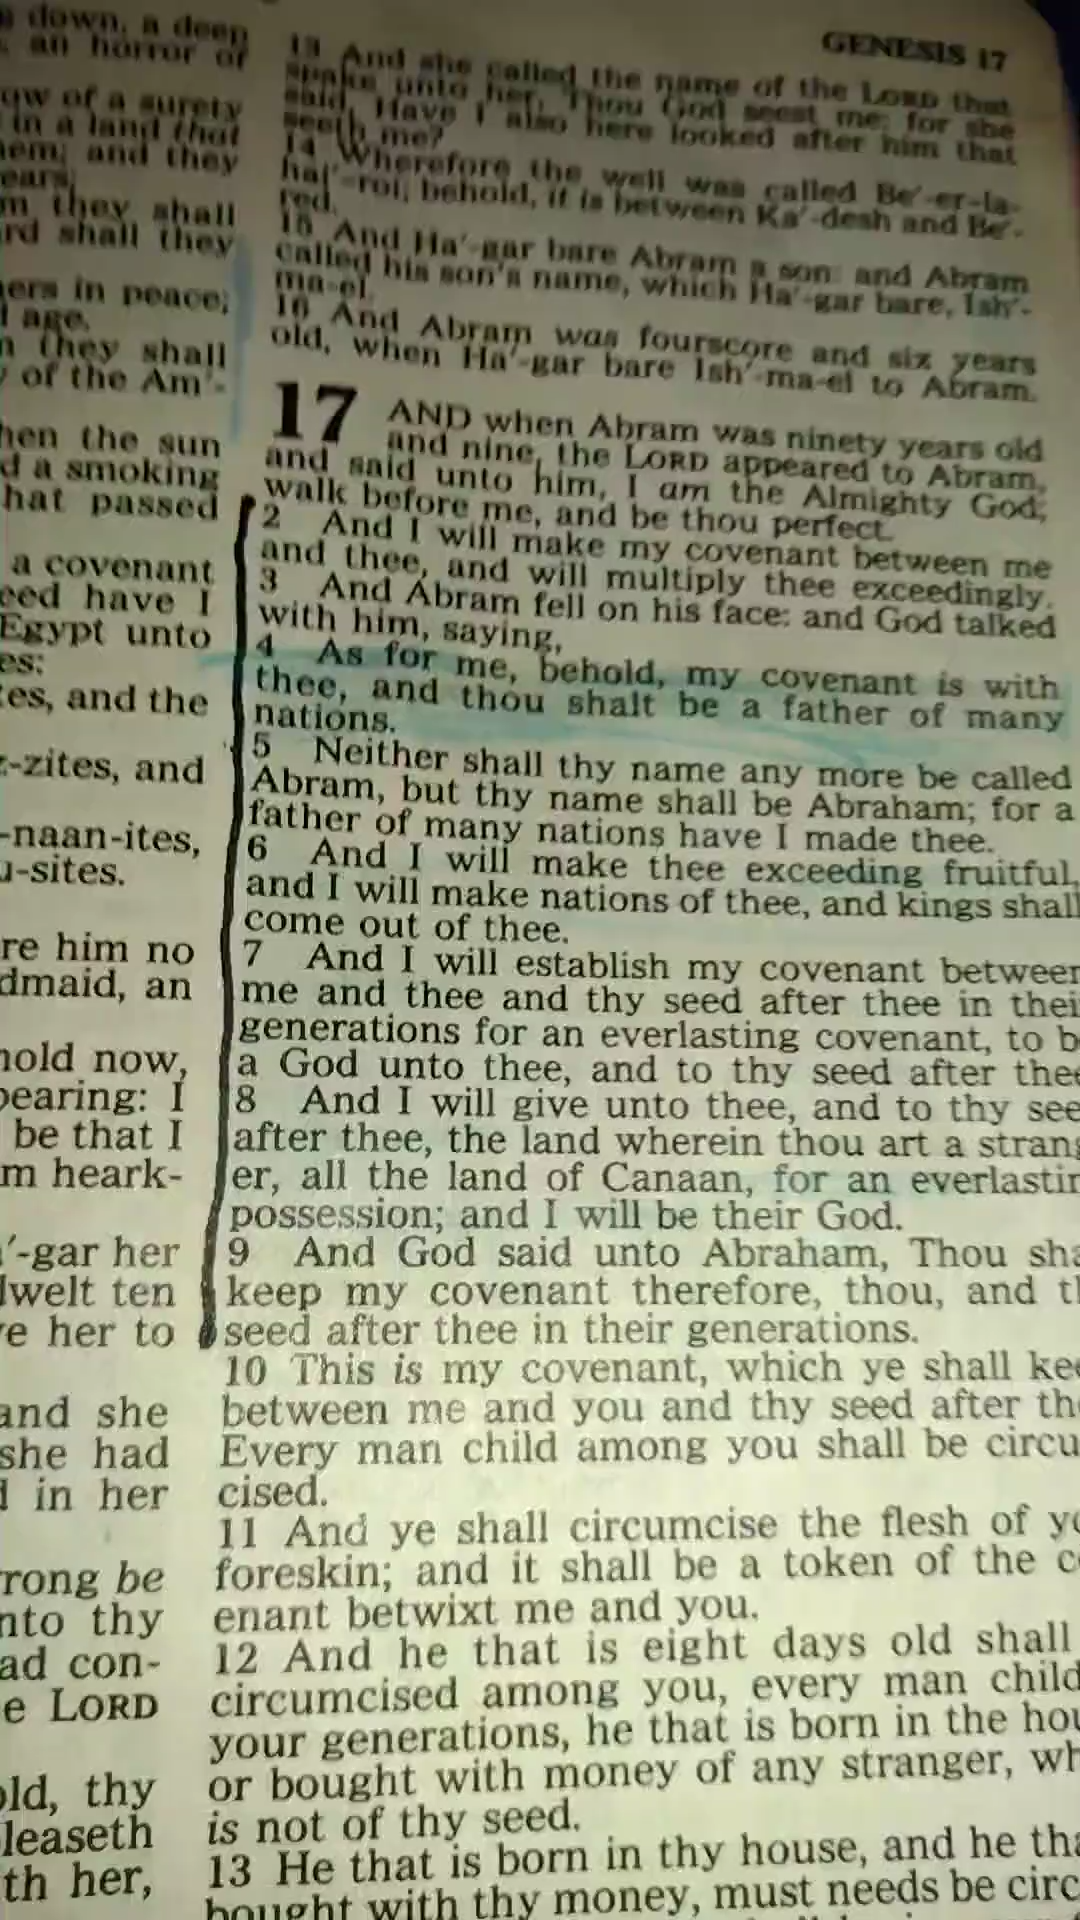 s down, a deep
an horror of
ow of a surety
in a land that
hem; and they
ears;
m they shall
rd shall they
ers in peace;
age.
n they shall
of the Am'-
hen the sun
d a smoking
hat passed
a covenant
eed have I
Egypt unto
es:
tes, and the
z-zites, and
-naan-ites,
u-sites.
re him no
dmaid, an
hold now,
bearing: I
be that I
m heark-
'-gar her
dwelt ten
ve her to
and she
she had
d in her
rong be
nto thy
ad con-
e LORD
old, thy
leaseth
th her,
GENESIS 17
13 And she called the name of the LORD that
spake unto her, Thou God seest me: for she
said, Have I also here looked after him that
seeth me?
14 Wherefore the well was called Be'-er-la-
hai'-roi; behold, it is between Ka'-desh and Be'-
red.
15 And Ha'-gar bare Abram a son: and Abram
called his son's name, which Ha'-gar bare, Ish'-
ma-el.
16 And Abram was fourscore and six years
old, when Ha'-gar bare Ish'-ma-el to Abram.
17 AND when Abram was ninety years old
and nine, the LORD appeared to Abram,
and said unto him, I am the Almighty God;
walk before me, and be thou perfect.
2 And I will make my covenant between me
and thee, and will multiply thee exceedingly.
3 And Abram fell on his face: and God talked
with him, saying,
4 As for me, behold, my covenant is with
thee, and thou shalt be a father of many
nations.
5 Neither shall thy name any more be called
Abram, but thy name shall be Abraham; for a
father of many nations have I made thee.
6 And I will make thee exceeding fruitful,
and I will make nations of thee, and kings shall
come out of thee.
7 And I will establish my covenant between
me and thee and thy seed after thee in thei
generations for an everlasting covenant, to b
a God unto thee, and to thy seed after thee
8 And I will give unto thee, and to thy see
after thee, the land wherein thou art a strang
er, all the land of Canaan, for an everlastin
possession; and I will be their God.
9 And God said unto Abraham, Thou sha
keep my covenant therefore, thou, and th
seed after thee in their generations.
10 This is my covenant, which ye shall kee
between me and you and thy seed after the
Every man child among you shall be circu
cised.
11 And ye shall circumcise the flesh of yo
foreskin; and it shall be a token of the co
enant betwixt me and you.
12 And he that is eight days old shall
circumcised among you, every man child
your generations, he that is born in the hou
or bought with money of any stranger, wh
is not of thy seed.
13 He that is born in thy house, and he tha
bought with thy money, must needs be circ